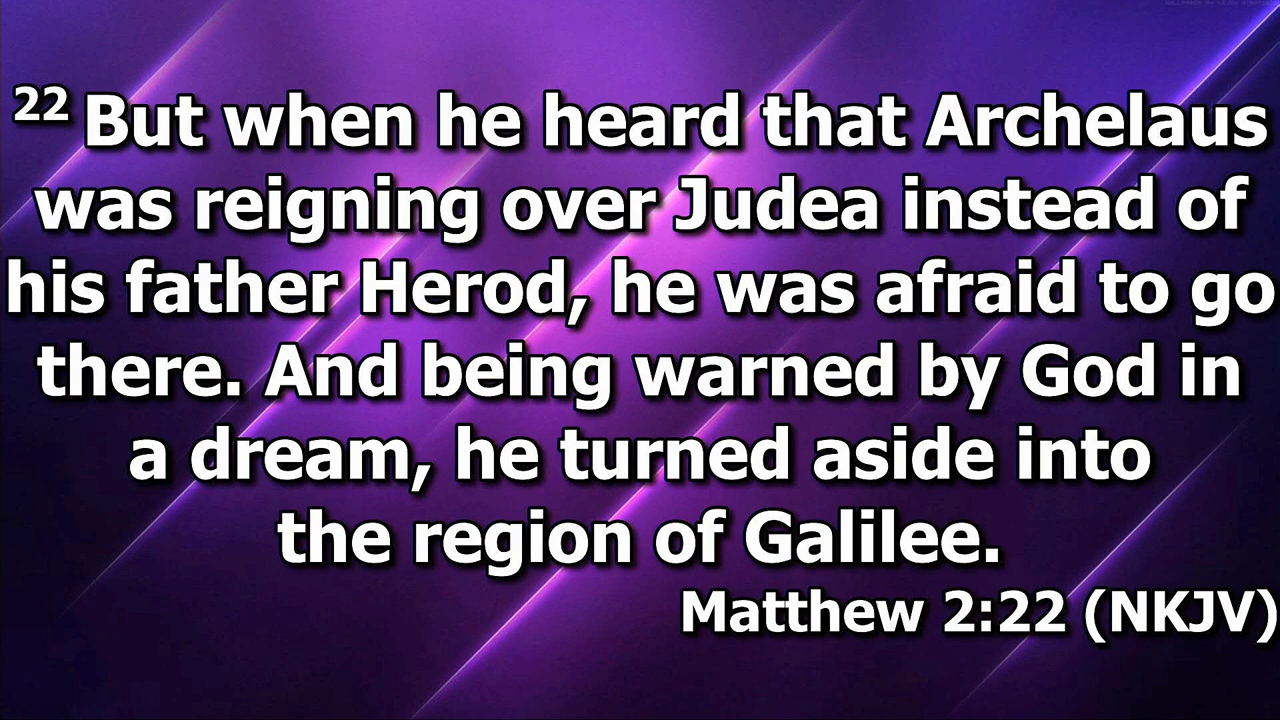 22 But when he heard that Archelaus
was reigning over Judea instead of
his father Herod, he was afraid to go
there. And being warned by God in
a dream, he turned aside into
the region of Galilee.
Matthew 2:22 (NKJV)